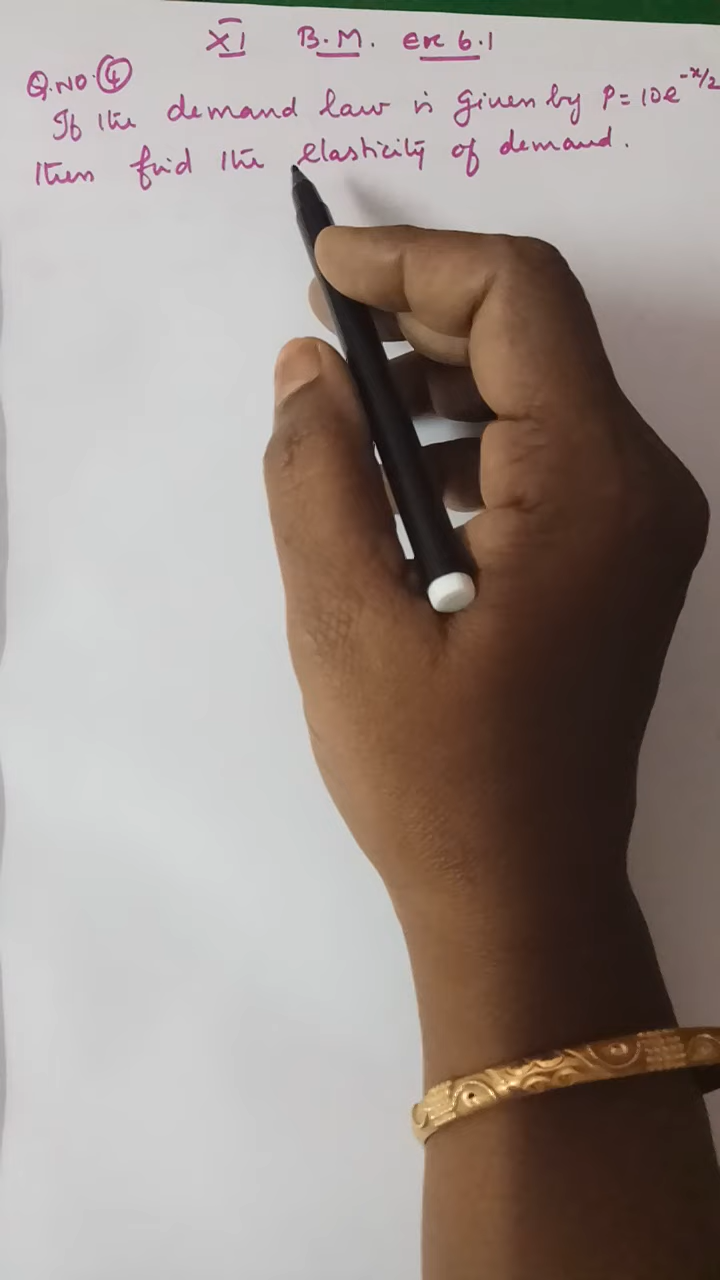 XI B.M. exe 6.1
Q.NO. 4
If the demand law is given by P = 10e^{-x/2}
then find the elasticity of demand.